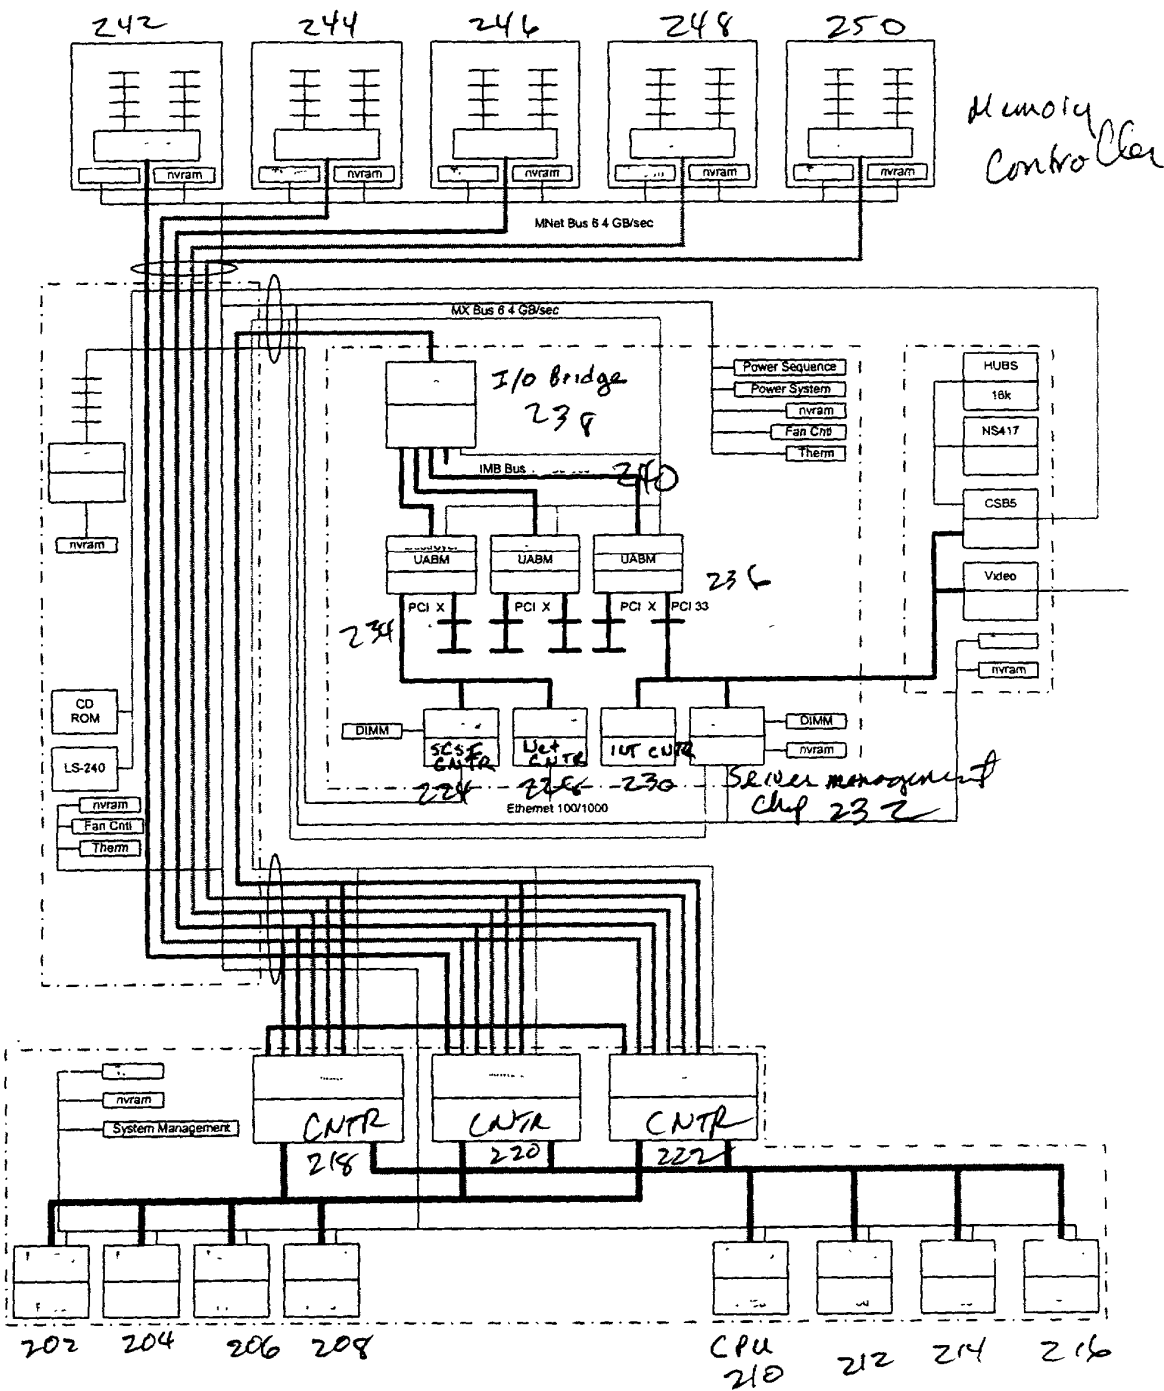 242 244 246 248 250
Memory
Controller
nvram nvram nvram nvram nvram
MNet Bus 6 4 GB/sec
MX Bus 6 4 GB/sec
Power Sequence
Power System
nvram
Fan Cntl
Therm
HUBS
16k
NS417
CSB5
Video
nvram
I/O Bridge
238
IMB Bus
240
nvram
UABM UABM UABM
236
PCI X PCI X PCI X PCI 33
234
CD
ROM
LS-240
nvram
Fan Cntl
Therm
DIMM
SCSI
CNTR
Net
CNTR
INT CNTR
DIMM
nvram
224 230
Server management
Chip 232
Ethernet 100/1000
nvram
System Management
CNTR CNTR CNTR
218 220 222
202 204 206 208
CPU
210 212 214 216